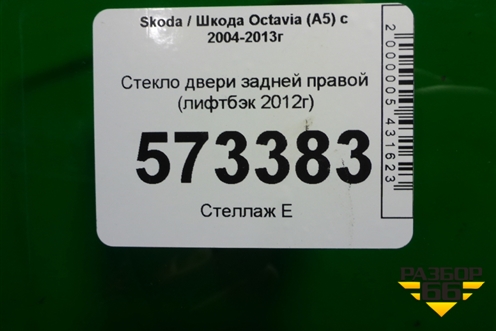 Skoda / Шкода Octavia (A5) с
2004-2013г
Стекло двери задней правой
(лифтбэк 2012г)
573383
Стеллаж Е
2000005431623
РАЗБОР
66